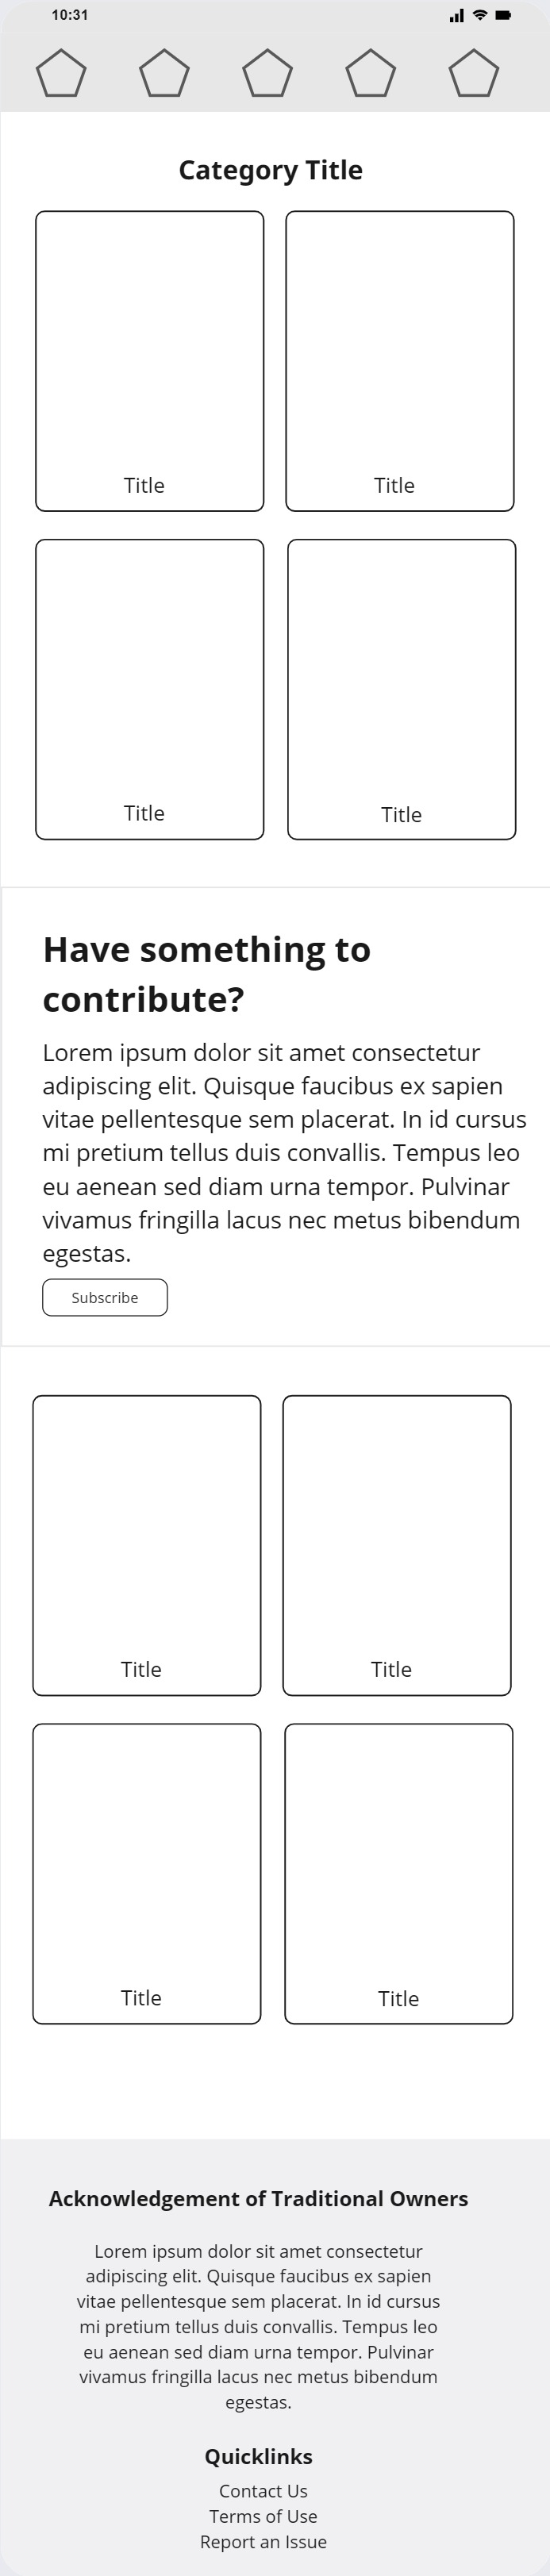 10:31
Category Title
Title Title
Title Title
Have something to
contribute?
Lorem ipsum dolor sit amet consectetur
adipiscing elit. Quisque faucibus ex sapien
vitae pellentesque sem placerat. In id cursus
mi pretium tellus duis convallis. Tempus leo
eu aenean sed diam urna tempor. Pulvinar
vivamus fringilla lacus nec metus bibendum
egestas.
Subscribe
Title Title
Title Title
Acknowledgement of Traditional Owners
Lorem ipsum dolor sit amet consectetur
adipiscing elit. Quisque faucibus ex sapien
vitae pellentesque sem placerat. In id cursus
mi pretium tellus duis convallis. Tempus leo
eu aenean sed diam urna tempor. Pulvinar
vivamus fringilla lacus nec metus bibendum
egestas.
Quicklinks
Contact Us
Terms of Use
Report an Issue